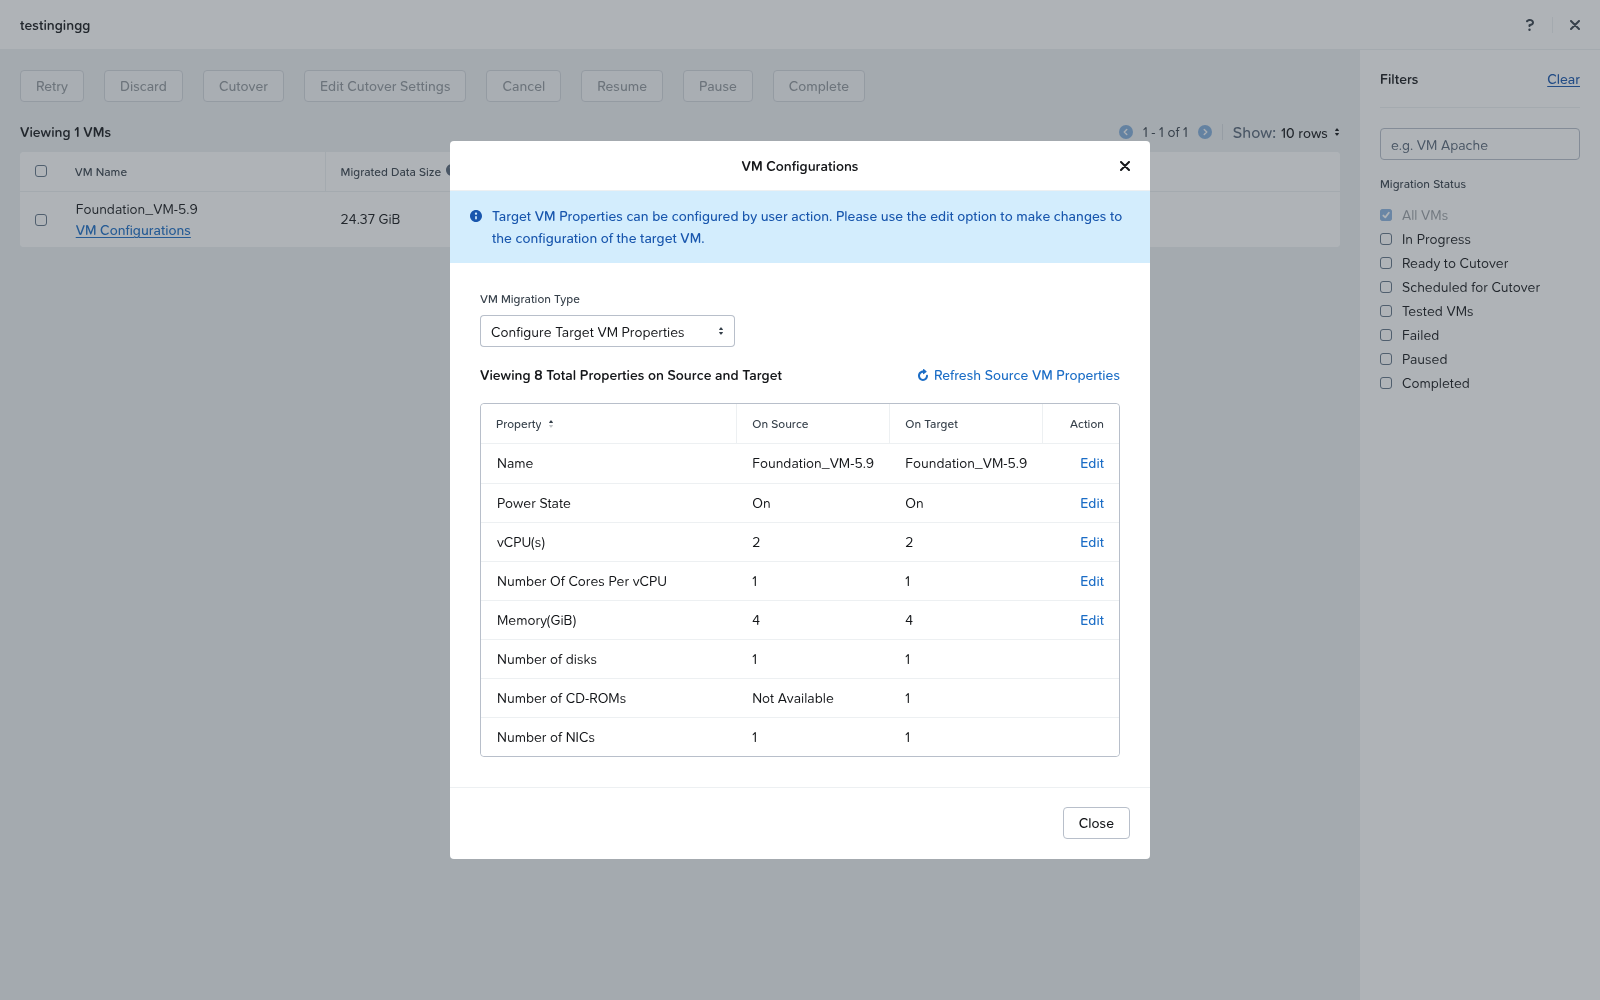 testingingg
?
Retry
Discard
Cutover
Edit Cutover Settings
Cancel
Resume
Pause
Complete
Viewing 1 VMs
1 - 1 of 1
Show: 10 rows
VM Name
Migrated Data Size
Foundation_VM-5.9
VM Configurations
24.37 GiB
Filters
Clear
e.g. VM Apache
Migration Status
All VMs
In Progress
Ready to Cutover
Scheduled for Cutover
Tested VMs
Failed
Paused
Completed
VM Configurations
Target VM Properties can be configured by user action. Please use the edit option to make changes to
the configuration of the target VM.
VM Migration Type
Configure Target VM Properties
Viewing 8 Total Properties on Source and Target
Refresh Source VM Properties
Property On Source On Target Action
Name Foundation_VM-5.9 Foundation_VM-5.9 Edit
Power State On On Edit
vCPU(s) 2 2 Edit
Number Of Cores Per vCPU 1 1 Edit
Memory(GiB) 4 4 Edit
Number of disks 1 1
Number of CD-ROMs Not Available 1
Number of NICs 1 1
Close